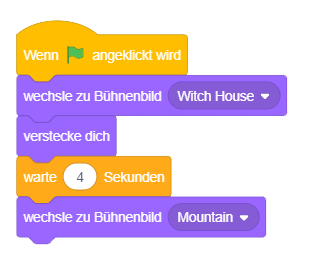 Wenn angeklickt wird
wechsle zu Bühnenbild Witch House
verstecke dich
warte 4 Sekunden
wechsle zu Bühnenbild Mountain